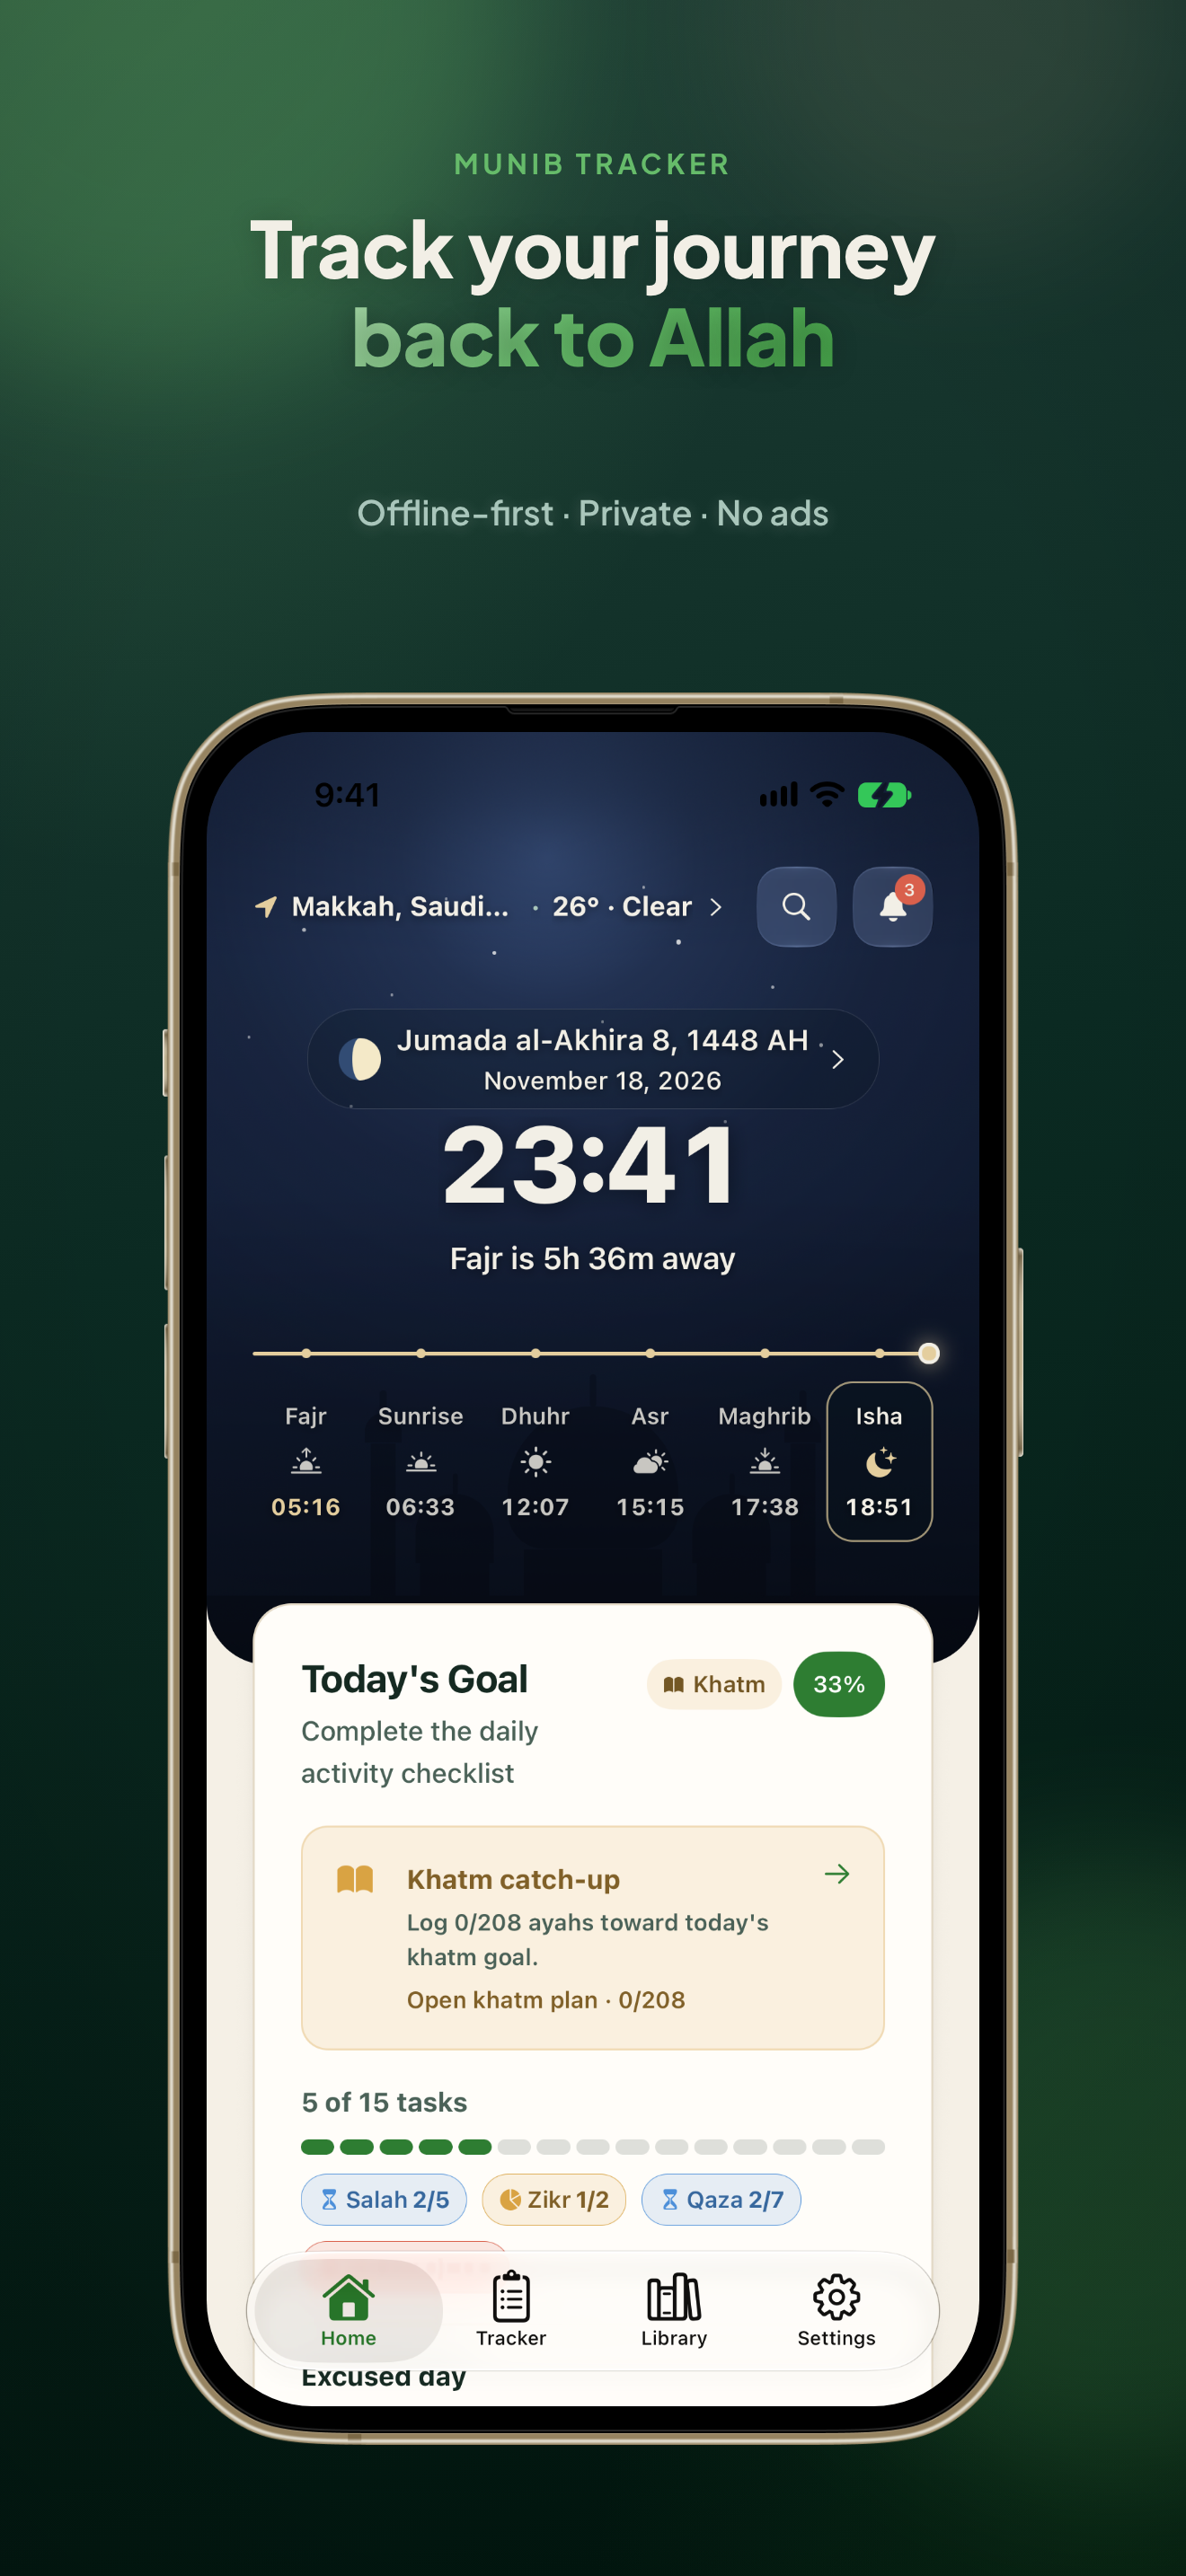 MUNIB TRACKER
Track your journey
back to Allah
Offline-first · Private · No ads
9:41
Makkah, Saudi... · 26° · Clear
3
Jumada al-Akhira 8, 1448 AH
November 18, 2026
23:41
Fajr is 5h 36m away
Fajr Sunrise Dhuhr Asr Maghrib Isha
05:16 06:33 12:07 15:15 17:38 18:51
Today's Goal
Khatm 33%
Complete the daily
activity checklist
Khatm catch-up
Log 0/208 ayahs toward today's
khatm goal.
Open khatm plan · 0/208
5 of 15 tasks
Salah 2/5 Zikr 1/2 Qaza 2/7
Home Tracker Library Settings
Excused day